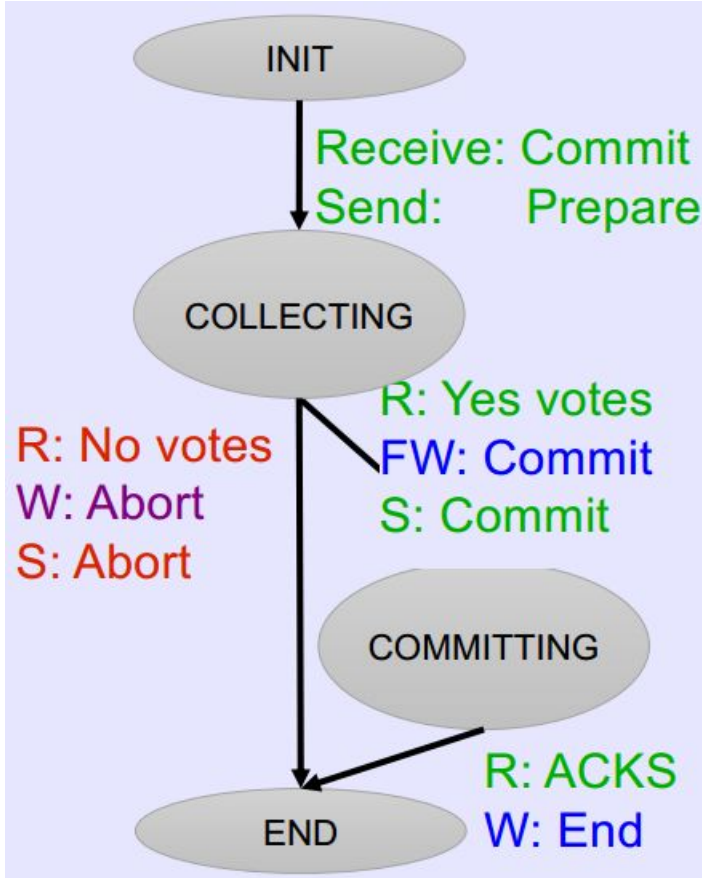 INIT
Receive: Commit
Send: Prepare
COLLECTING
R: No votes
W: Abort
S: Abort
R: Yes votes
FW: Commit
S: Commit
COMMITTING
R: ACKS
W: End
END